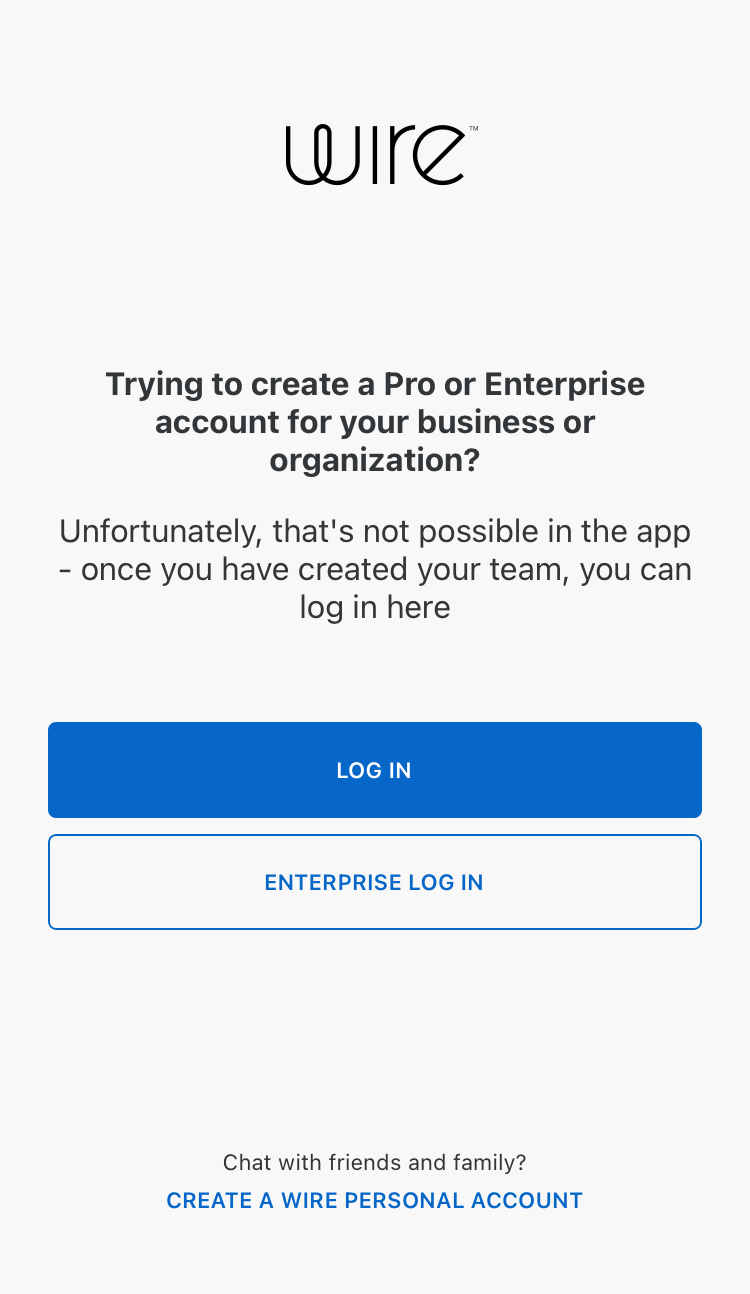 wire™
Trying to create a Pro or Enterprise
account for your business or
organization?
Unfortunately, that's not possible in the app
- once you have created your team, you can
log in here
LOG IN
ENTERPRISE LOG IN
Chat with friends and family?
CREATE A WIRE PERSONAL ACCOUNT